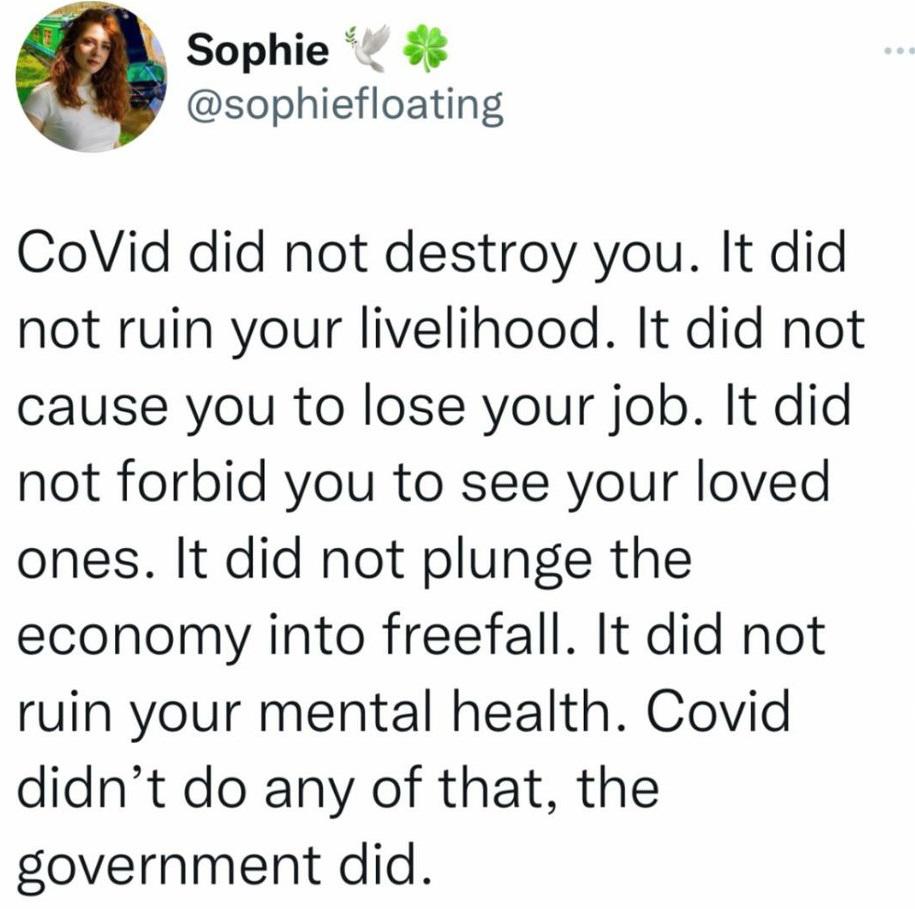 Sophie 🕊️ 🍀
@sophiefloating
CoVid did not destroy you. It did
not ruin your livelihood. It did not
cause you to lose your job. It did
not forbid you to see your loved
ones. It did not plunge the
economy into freefall. It did not
ruin your mental health. Covid
didn’t do any of that, the
government did.